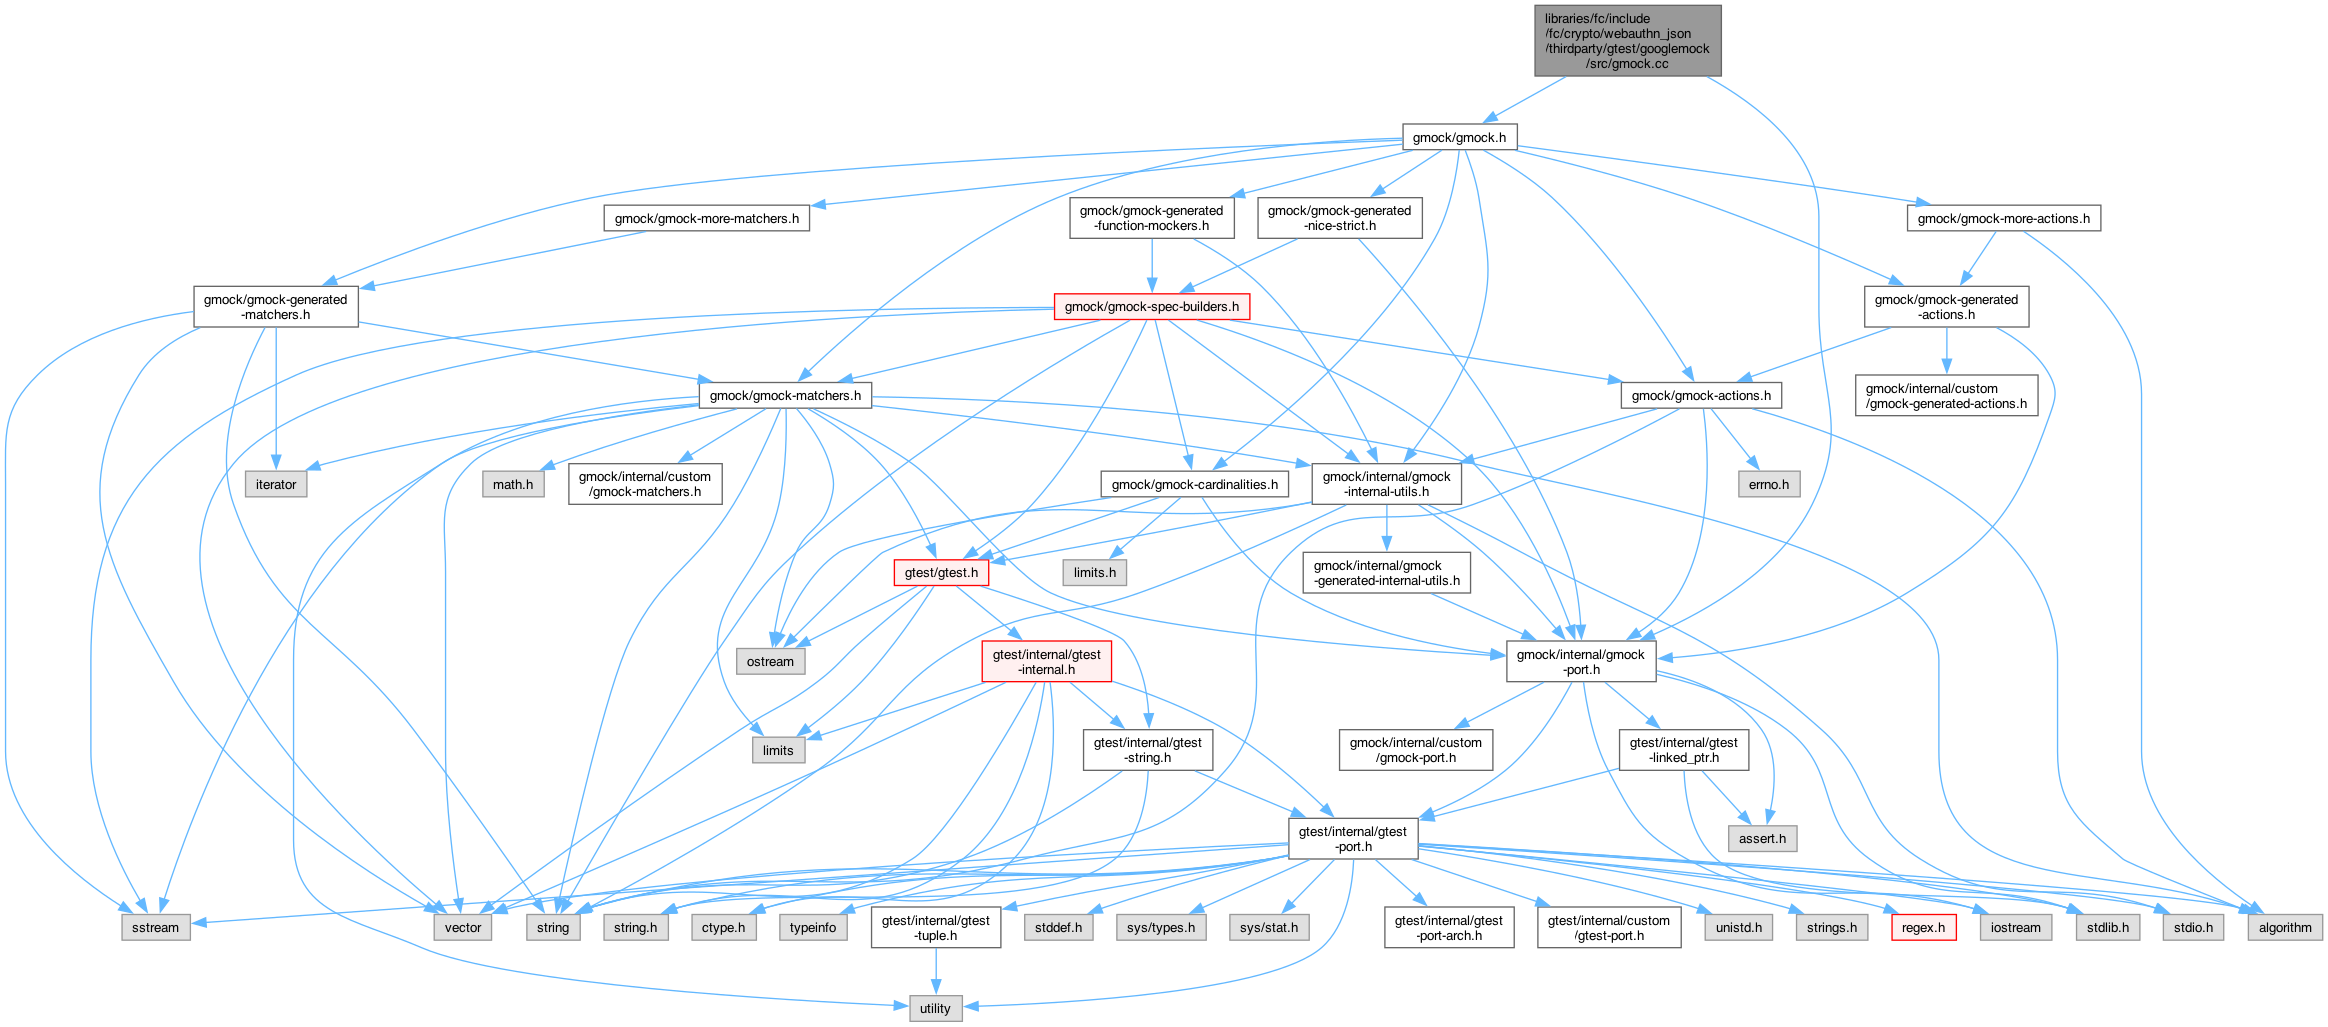 libraries/fc/include
/fc/crypto/webauthn_json
/thirdparty/gtest/googlemock
/src/gmock.cc
gmock/gmock.h
gmock/gmock-more-matchers.h
gmock/gmock-generated
-function-mockers.h
gmock/gmock-generated
-nice-strict.h
gmock/gmock-more-actions.h
gmock/gmock-generated
-matchers.h
gmock/gmock-spec-builders.h
gmock/gmock-generated
-actions.h
gmock/gmock-matchers.h
gmock/gmock-actions.h
gmock/internal/custom
/gmock-generated-actions.h
iterator
math.h
gmock/internal/custom
/gmock-matchers.h
gmock/gmock-cardinalities.h
gmock/internal/gmock
-internal-utils.h
errno.h
gtest/gtest.h
limits.h
gmock/internal/gmock
-generated-internal-utils.h
ostream
gtest/internal/gtest
-internal.h
gmock/internal/gmock
-port.h
limits
gtest/internal/gtest
-string.h
gmock/internal/custom
/gmock-port.h
gtest/internal/gtest
-linked_ptr.h
gtest/internal/gtest
-port.h
assert.h
sstream
vector
string
string.h
ctype.h
typeinfo
gtest/internal/gtest
-tuple.h
stddef.h
sys/types.h
sys/stat.h
gtest/internal/gtest
-port-arch.h
gtest/internal/custom
/gtest-port.h
unistd.h
strings.h
regex.h
iostream
stdlib.h
stdio.h
algorithm
utility